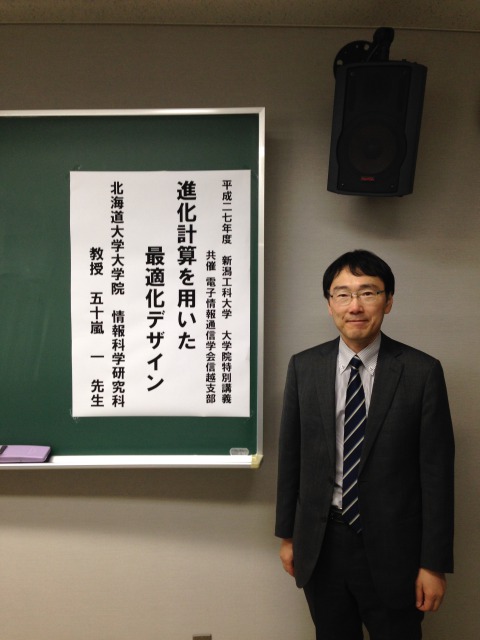 平成二七年度 新潟工科大学 大学院特別講義
共催 電子情報通信学会信越支部
進化計算を用いた
最適化デザイン
北海道大学大学院 情報科学研究科
教授 五十嵐 一 先生